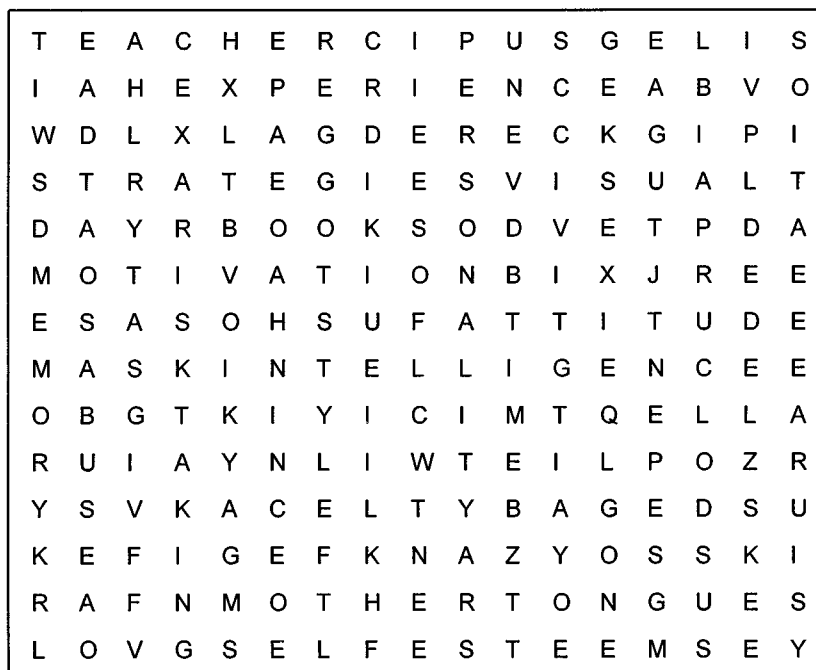 T E A C H E R C I P U S G E L I S
I A H E X P E R I E N C E A B V O
W D L X L A G D E R E C K G I P I
S T R A T E G I E S V I S U A L T
D A Y R B O O K S O D V E T P D A
M O T I V A T I O N B I X J R E E
E S A S O H S U F A T T I T U D E
M A S K I N T E L L I G E N C E E
O B G T K I Y I C I M T Q E L L A
R U I A Y N L I W T E I L P O Z R
Y S V K A C E L T Y B A G E D S U
K E F I G E F K N A Z Y O S S K I
R A F N M O T H E R T O N G U E S
L O V G S E L F E S T E E M S E Y